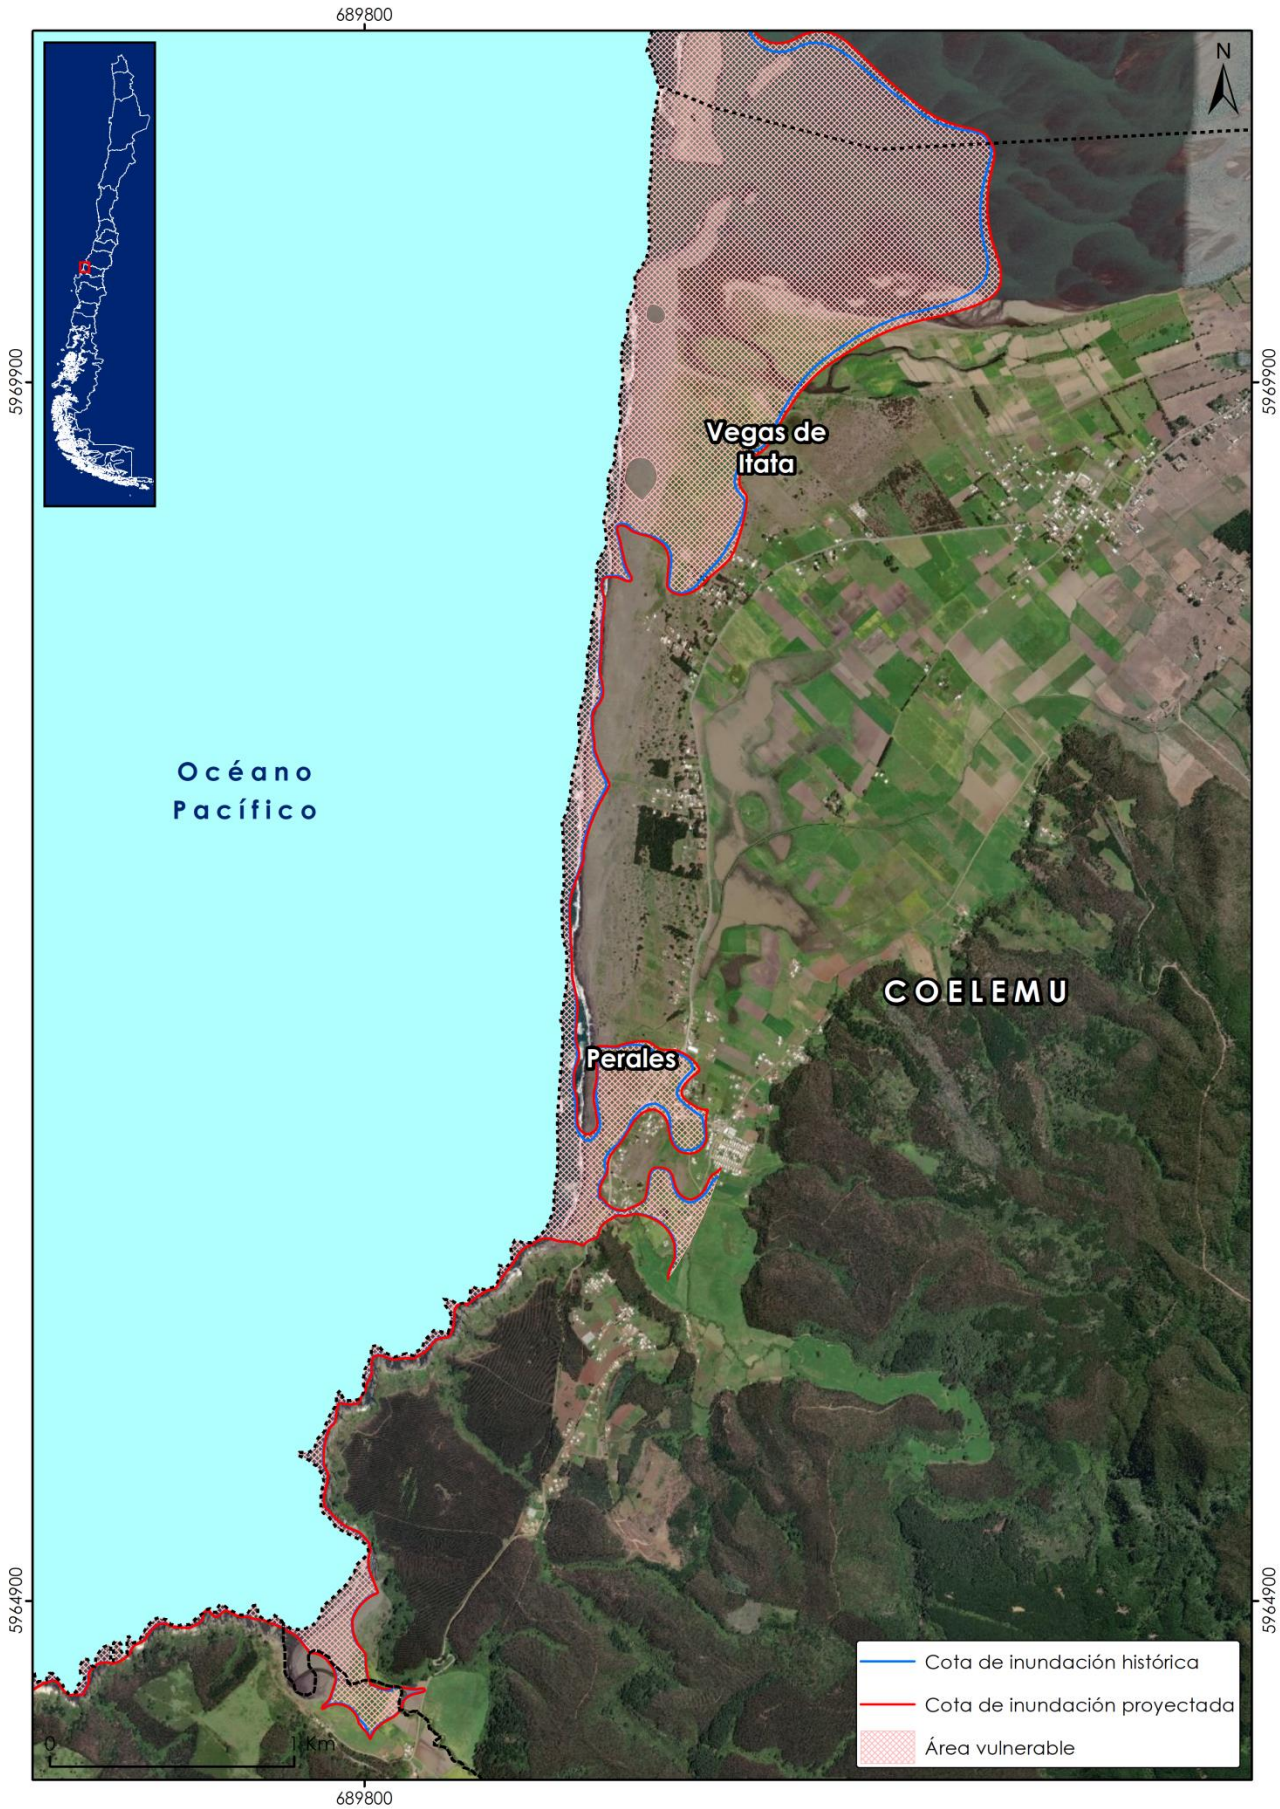 689800
N
5969900
5969900
Vegas de
Itata
Océano
Pacífico
COELEMU
Perales
5964900
5964900
Cota de inundación histórica
Cota de inundación proyectada
Área vulnerable
0 1 Km
689800